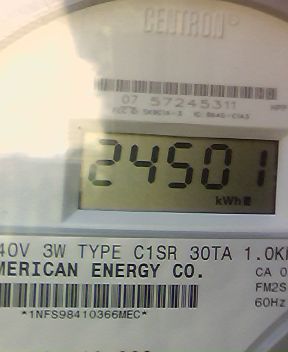 CENTRON®
07 57245311
24501
kWh
40V 3W TYPE C1SR 30TA 1.0K
MERICAN ENERGY CO.
CA 0
FM2S
60Hz
*1NFS98410366MEC*